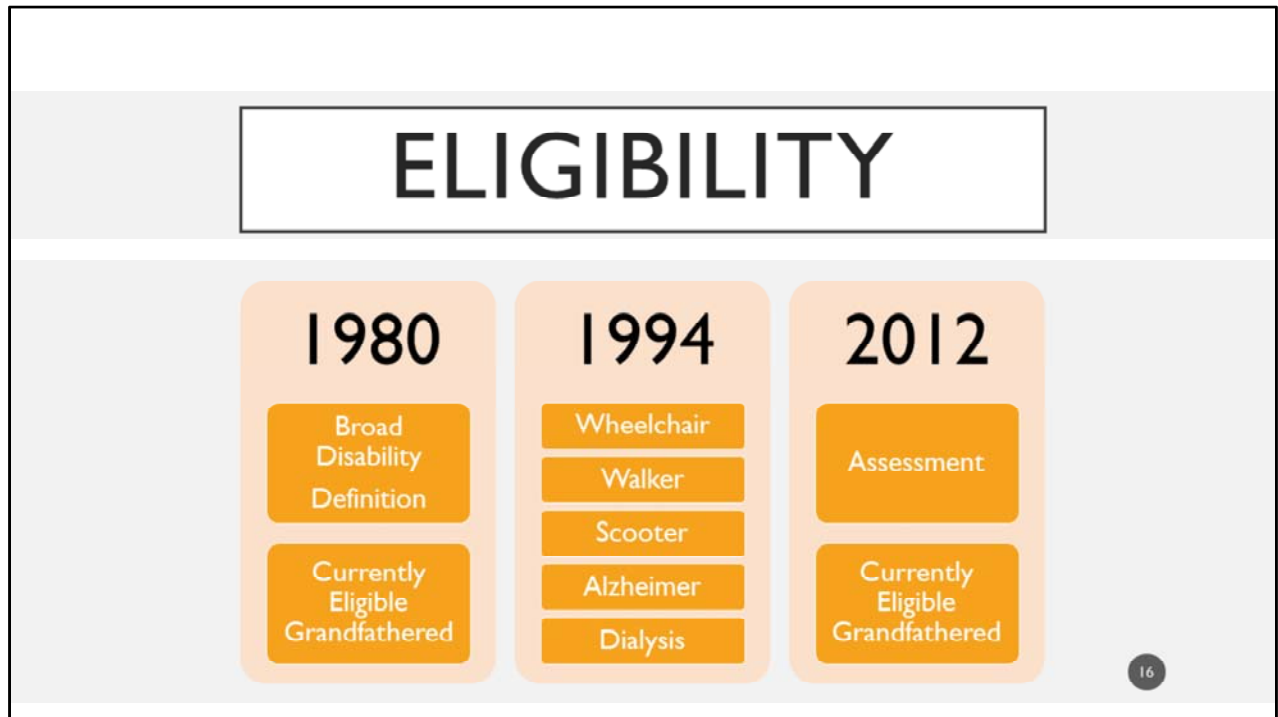 ELIGIBILITY
1980
Broad
Disability
Definition
Currently
Eligible
Grandfathered
1994
Wheelchair
Walker
Scooter
Alzheimer
Dialysis
2012
Assessment
Currently
Eligible
Grandfathered
16